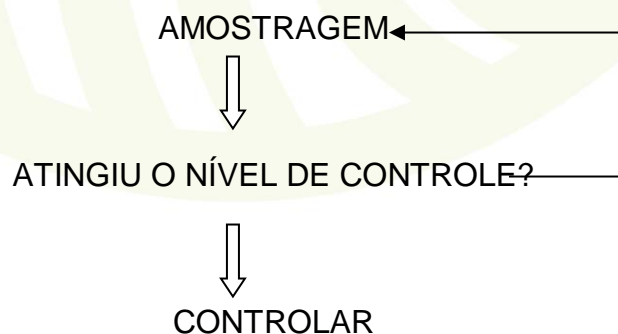 AMOSTRAGEM
ATINGIU O NÍVEL DE CONTROLE?
CONTROLAR